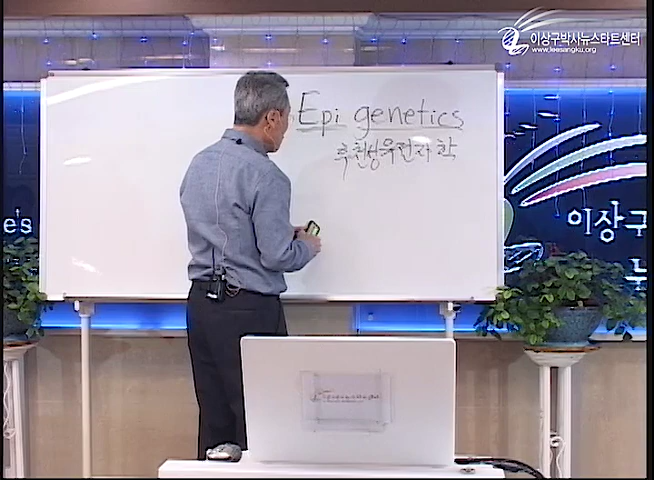 이상구박사뉴스타트센터
www.leesangku.org
Epi genetics
후천성유전자학
e's
이상구
뉴